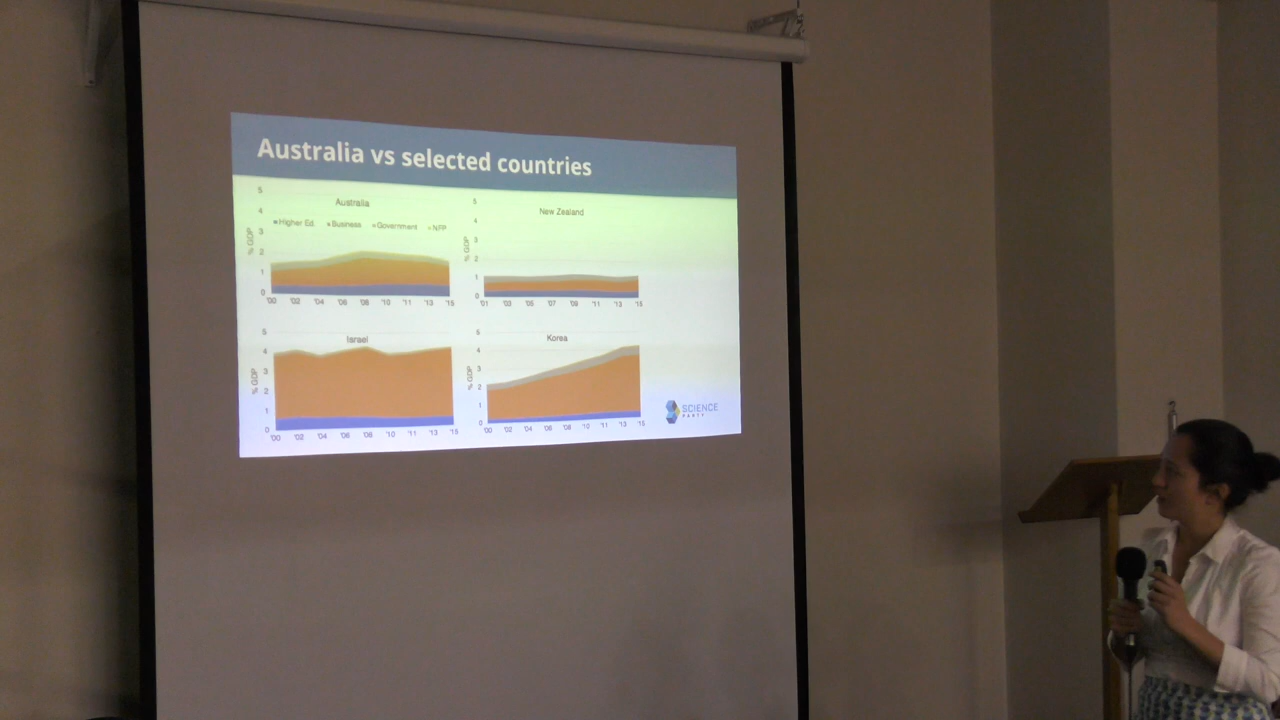 Australia vs selected countries
Australia
Higher Ed. Business Government NFP
% GDP
5
4
3
2
1
0
'00 '02 '04 '06 '08 '10 '11 '13 '15
New Zealand
% GDP
5
4
3
2
1
0
'01 '03 '05 '07 '09 '11 '13 '15
Israel
% GDP
5
4
3
2
1
0
'00 '02 '04 '06 '08 '10 '11 '13 '15
Korea
% GDP
5
4
3
2
1
0
'00 '02 '04 '06 '08 '10 '11 '13 '15
SCIENCE
PARTY